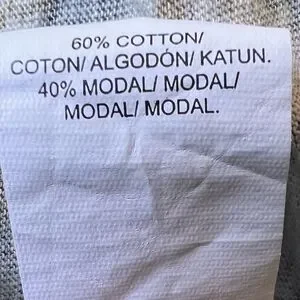 60% COTTON/
COTON/ ALGODÓN/ KATUN.
40% MODAL/ MODAL/
MODAL/ MODAL.